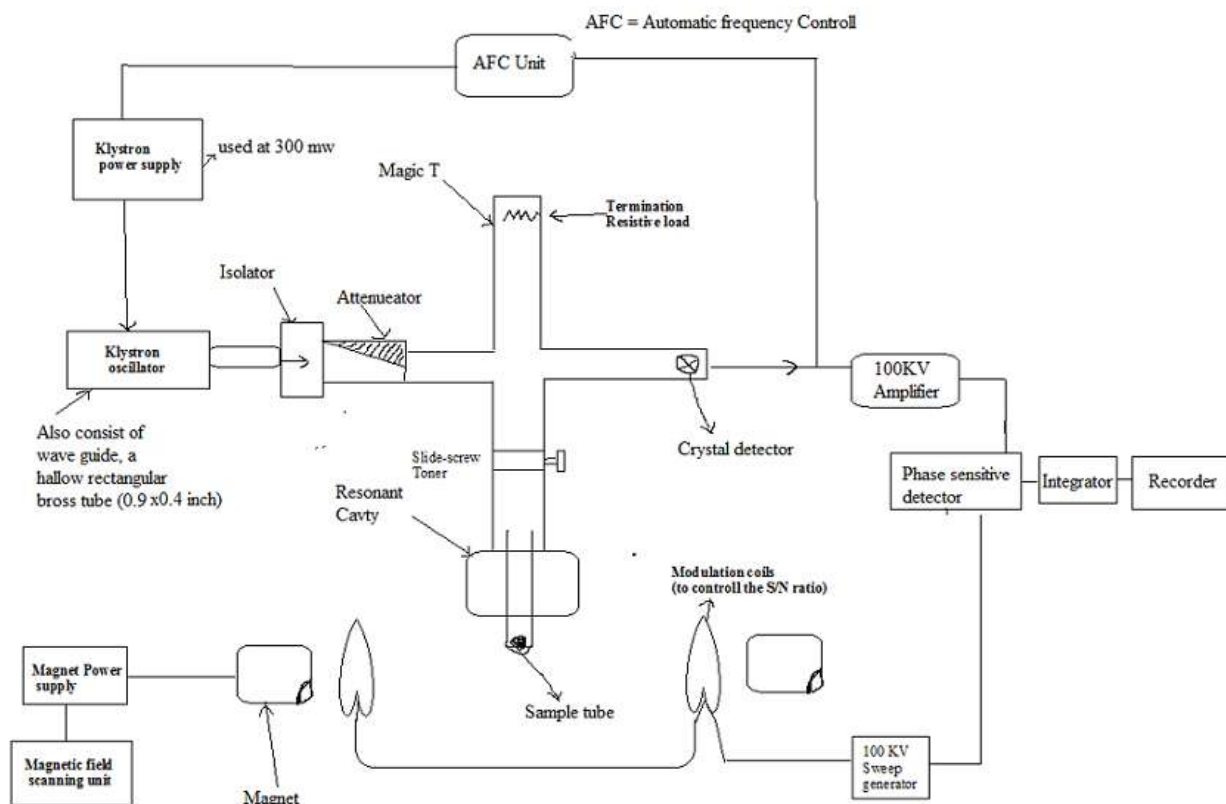 AFC = Automatic frequency Controll
AFC Unit
Klystron
power supply
used at 300 mw
Magic T
Termination
Resistive load
Isolator
Attenueator
Klystron
oscillator
100KV
Amplifier
Also consist of
wave guide, a
hallow rectangular
bross tube (0.9 x0.4 inch)
Crystal detector
Slide-screw
Toner
Phase sensitive
detector
Integrator
Recorder
Resonant
Cavty
Modulation coils
(to controll the S/N ratio)
Magnet Power
supply
Sample tube
Magnetic field
scanning unit
Magnet
100 KV
Sweep
generator